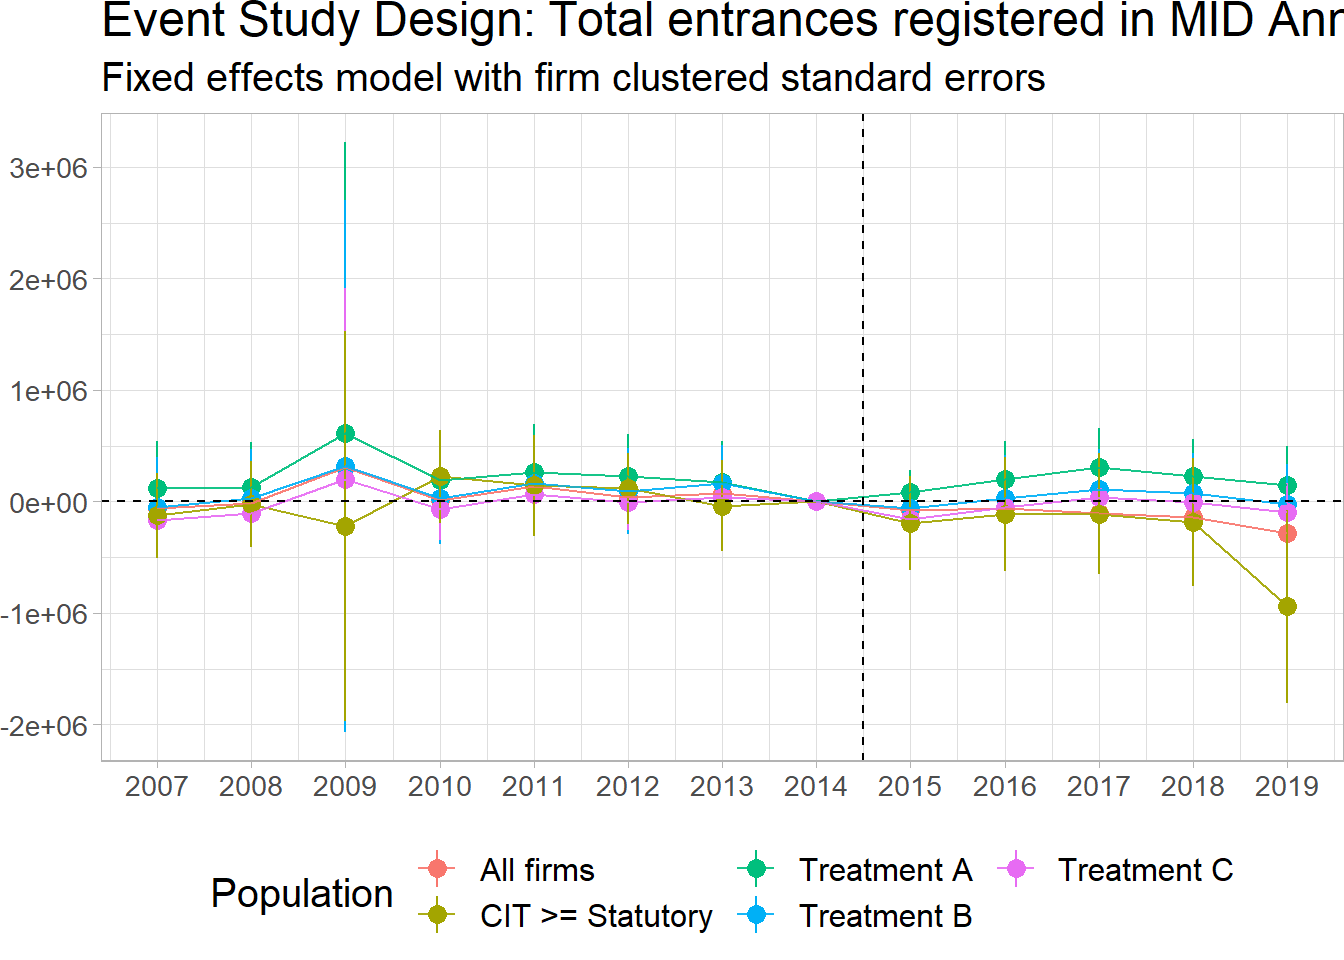 Event Study Design: Total entrances registered in MID Ann
Fixed effects model with firm clustered standard errors
3e+06
2e+06
1e+06
0e+00
-1e+06
-2e+06
2007 2008 2009 2010 2011 2012 2013 2014 2015 2016 2017 2018 2019
Population
All firms Treatment A Treatment C
CIT >= Statutory Treatment B